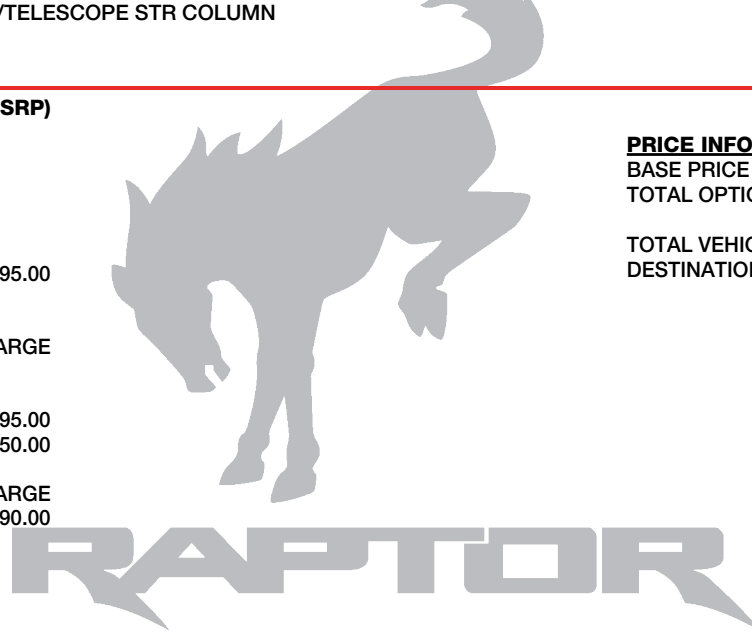 /TELESCOPE STR COLUMN
SRP)
95.00
ARGE
95.00
50.00
ARGE
90.00
PRICE INFO
BASE PRICE
TOTAL OPTIO
TOTAL VEHIC
DESTINATION
RAPTOR